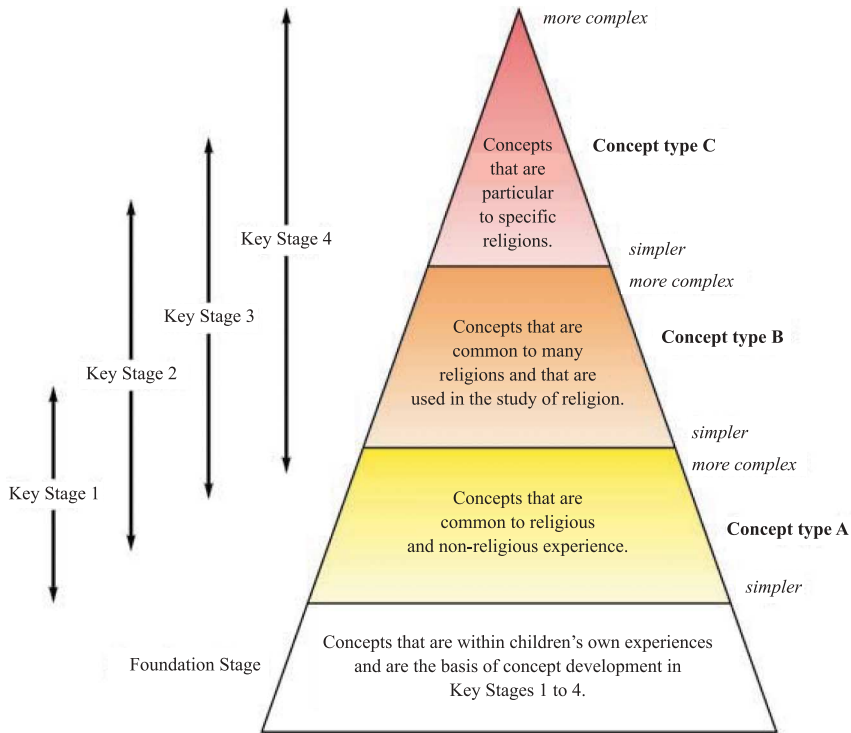 more complex
Concept type C
Concepts
that are
particular
to specific
religions.
simpler
Key Stage 4
more complex
Key Stage 3
Concept type B
Concepts that are
common to many
religions and that are
used in the study of religion.
Key Stage 2
simpler
more complex
Key Stage 1
Concepts that are
common to religious
and non-religious experience.
Concept type A
simpler
Foundation Stage
Concepts that are within children’s own experiences
and are the basis of concept development in
Key Stages 1 to 4.